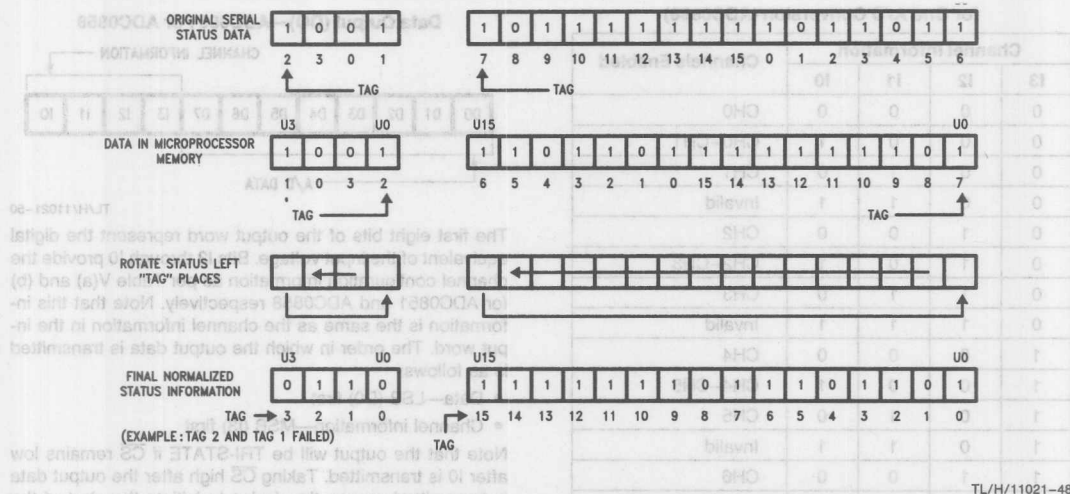 ORIGINAL SERIAL
STATUS DATA
1 0 0 1
1 0 1 1 1 1 1 1 1 1 0 1 1 0 1 1
2 3 0 1
7 8 9 10 11 12 13 14 15 0 1 2 3 4 5 6
TAG
TAG
U3 U0
U15 U0
DATA IN MICROPROCESSOR
MEMORY
1 0 0 1
1 1 0 1 1 0 1 1 1 1 1 1 1 1 0 1
1 0 3 2
6 5 4 3 2 1 0 15 14 13 12 11 10 9 8 7
TAG
TAG
ROTATE STATUS LEFT
"TAG" PLACES
U3 U0
U15 U0
FINAL NORMALIZED
STATUS INFORMATION
0 1 1 0
1 1 1 1 1 1 1 0 1 1 1 0 1 1 0 1
TAG 3 2 1 0
15 14 13 12 11 10 9 8 7 6 5 4 3 2 1 0
(EXAMPLE: TAG 2 AND TAG 1 FAILED)
TAG
TL/H/11021-48